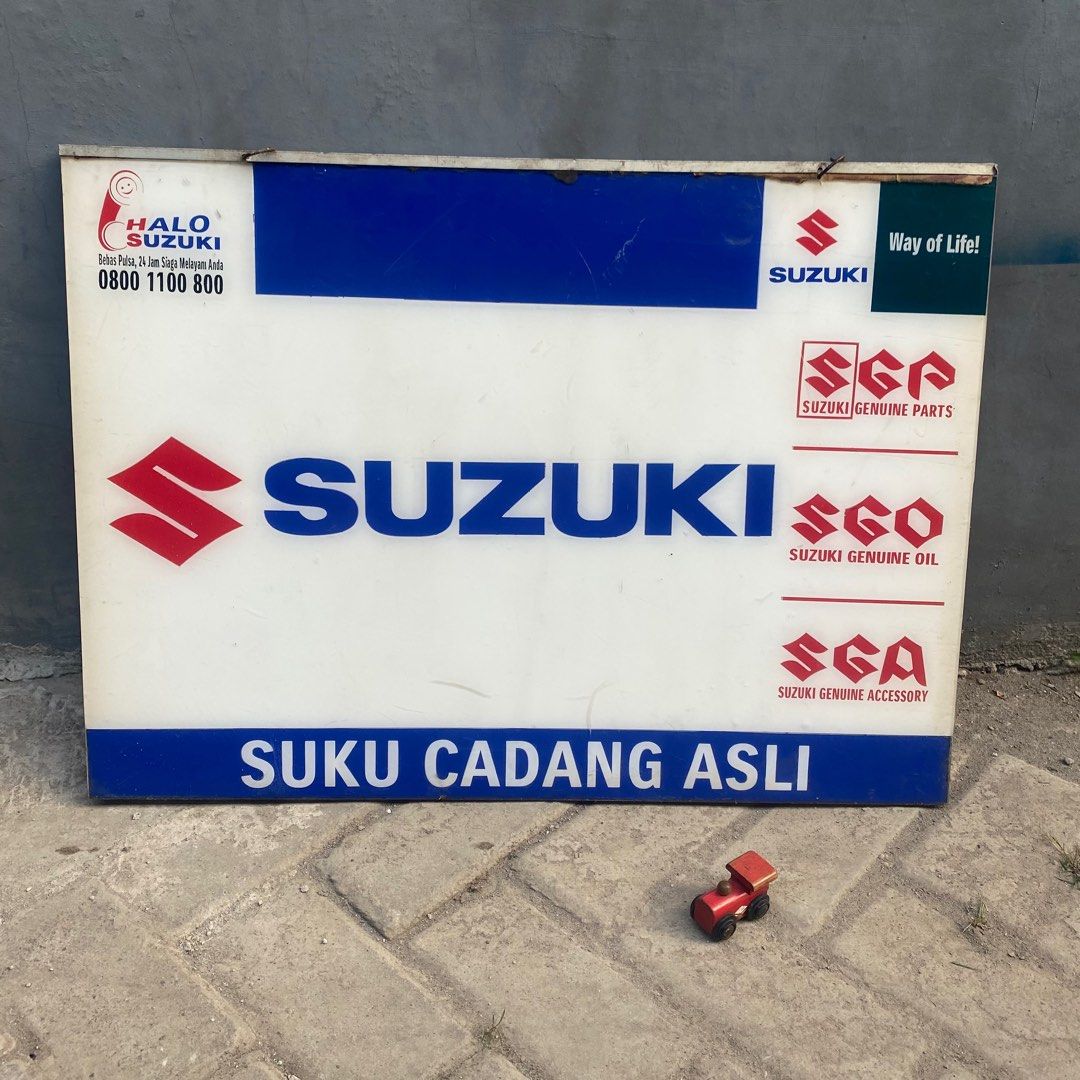 HALO
SUZUKI
Bebas Pulsa, 24 Jam Siaga Melayani Anda
0800 1100 800
SUZUKI
Way of Life!
SGP
SUZUKI GENUINE PARTS
SUZUKI
SGO
SUZUKI GENUINE OIL
SGA
SUZUKI GENUINE ACCESSORY
SUKU CADANG ASLI